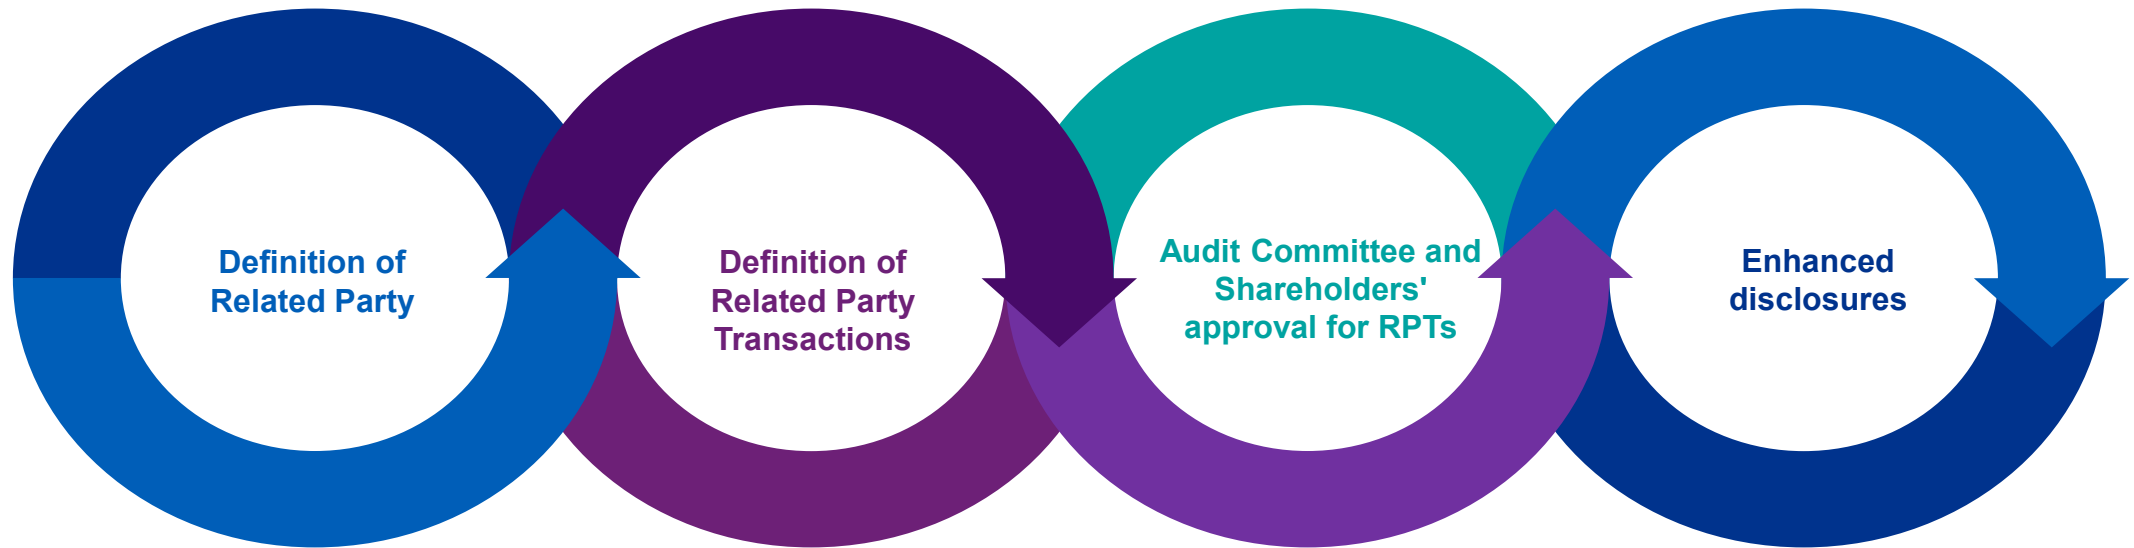 Definition of
Related Party
Definition of
Related Party
Transactions
Audit Committee and
Shareholders'
approval for RPTs
Enhanced
disclosures